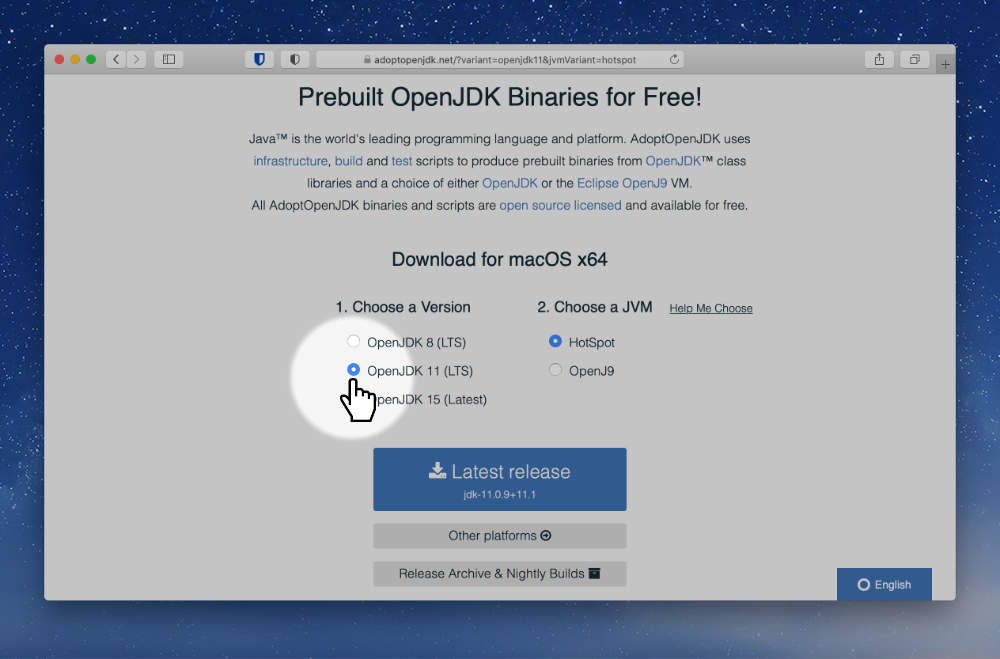 adoptopenjdk.net/?variant=openjdk11&jvmVariant=hotspot
Prebuilt OpenJDK Binaries for Free!
Java™ is the world's leading programming language and platform. AdoptOpenJDK uses
infrastructure, build and test scripts to produce prebuilt binaries from OpenJDK™ class
libraries and a choice of either OpenJDK or the Eclipse OpenJ9 VM.
All AdoptOpenJDK binaries and scripts are open source licensed and available for free.
Download for macOS x64
1. Choose a Version
OpenJDK 8 (LTS)
OpenJDK 11 (LTS)
OpenJDK 15 (Latest)
2. Choose a JVM
Help Me Choose
HotSpot
OpenJ9
Latest release
jdk-11.0.9+11.1
Other platforms
Release Archive & Nightly Builds
English